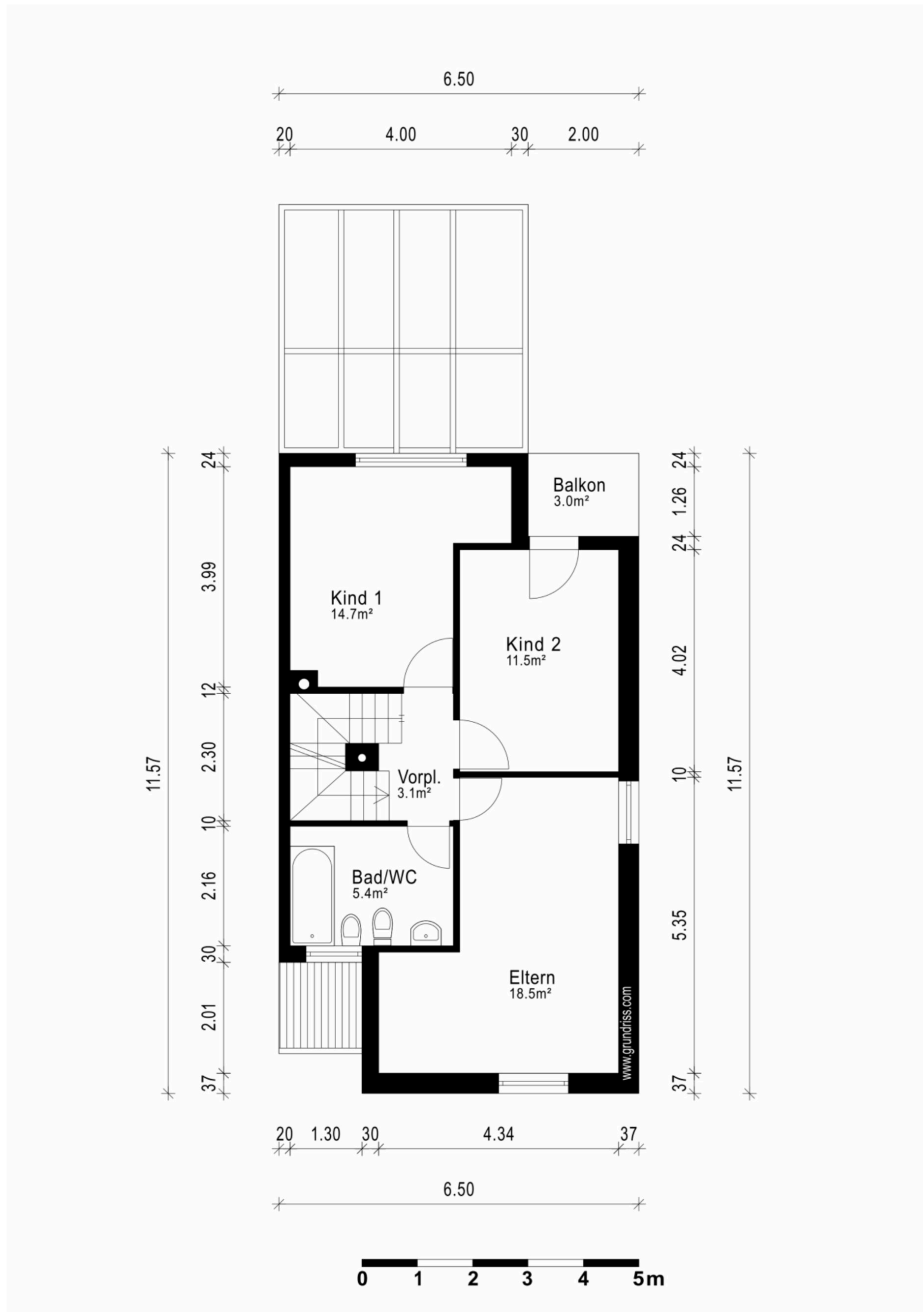 6.50
20 4.00 30 2.00
Balkon
3.0m²
Kind 1
14.7m²
Kind 2
11.5m²
Vorpl.
3.1m²
Bad/WC
5.4m²
Eltern
18.5m²
www.grundriss.com
11.57
24
3.99
12
2.30
10
2.16
30
2.01
37
24
1.26
24
4.02
10
5.35
37
11.57
20 1.30 30 4.34 37
6.50
0 1 2 3 4 5m